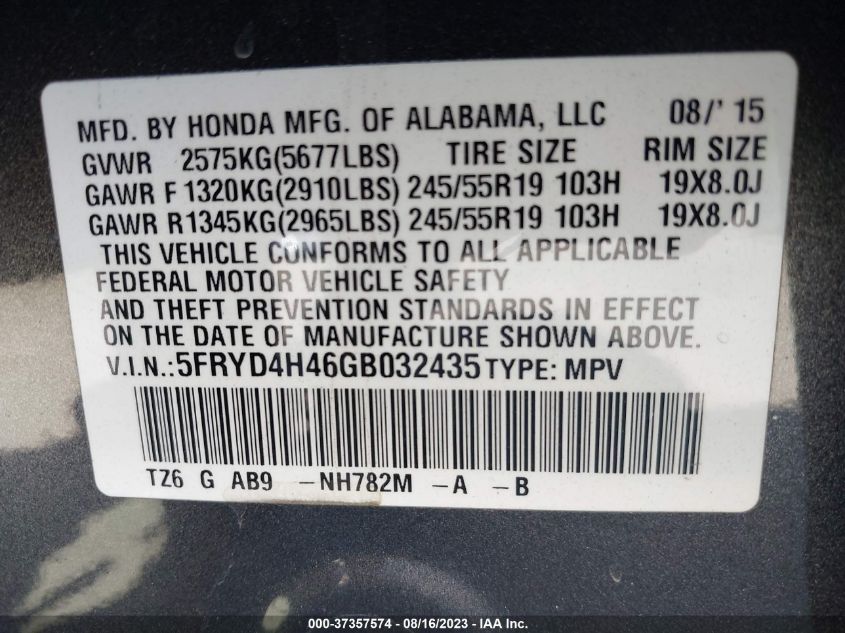 MFD. BY HONDA MFG. OF ALABAMA, LLC 08/' 15
GVWR 2575KG(5677LBS) TIRE SIZE RIM SIZE
GAWR F 1320KG(2910LBS) 245/55R19 103H 19X8.0J
GAWR R1345KG(2965LBS) 245/55R19 103H 19X8.0J
THIS VEHICLE CONFORMS TO ALL APPLICABLE
FEDERAL MOTOR VEHICLE SAFETY
AND THEFT PREVENTION STANDARDS IN EFFECT
ON THE DATE OF MANUFACTURE SHOWN ABOVE.
V.I.N.:5FRYD4H46GB032435 TYPE: MPV
TZ6 G AB9 –NH782M –A –B
000-37357574 - 08/16/2023 - COPYRIGHT IAA, INC.